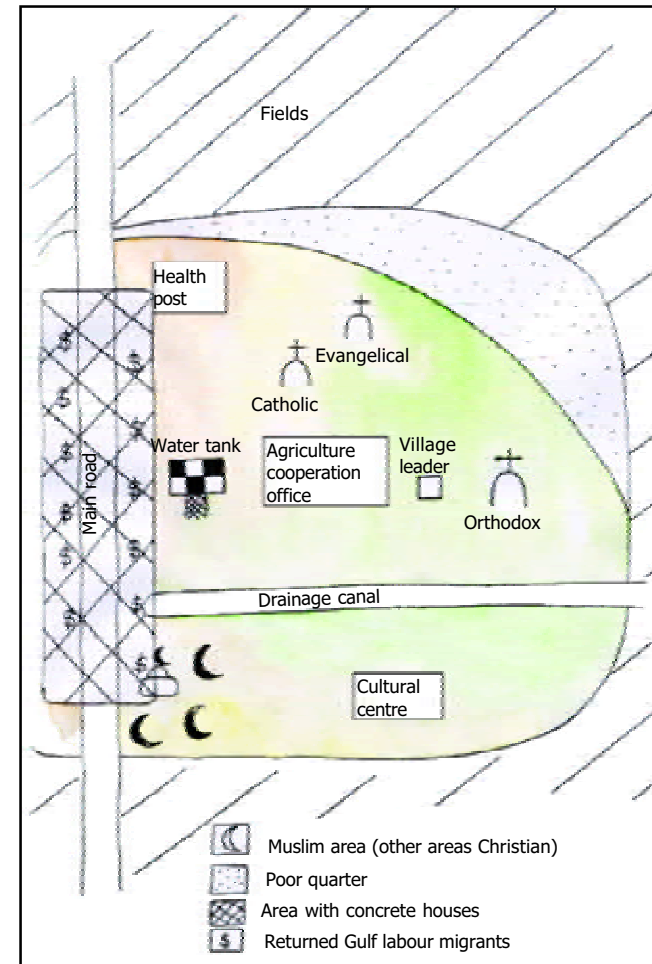 Fields
Health
post
Evangelical
Catholic
Water tank
Agriculture
cooperation
office
Village
leader
Main road
Orthodox
Drainage canal
Cultural
centre
Muslim area (other areas Christian)
Poor quarter
Area with concrete houses
$ Returned Gulf labour migrants